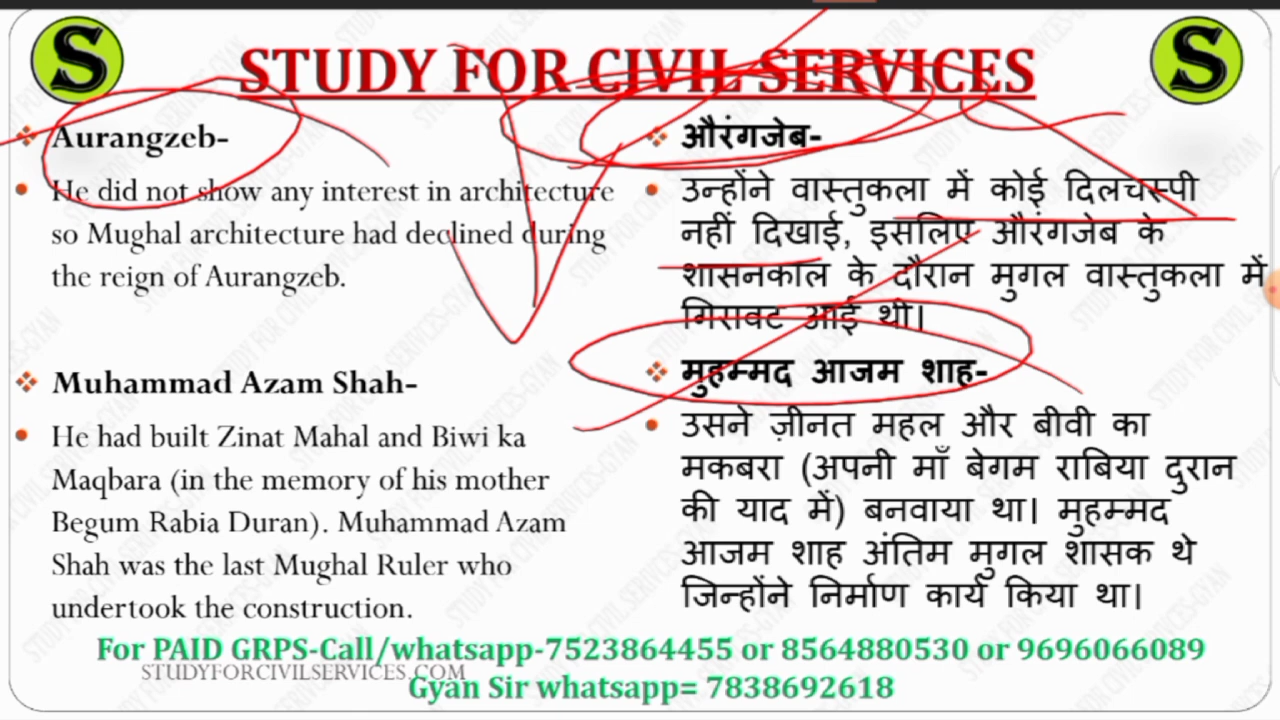 S STUDY FOR CIVIL SERVICES S
Aurangzeb-
He did not show any interest in architecture
so Mughal architecture had declined during
the reign of Aurangzeb.
Muhammad Azam Shah-
He had built Zinat Mahal and Biwi ka
Maqbara (in the memory of his mother
Begum Rabia Duran). Muhammad Azam
Shah was the last Mughal Ruler who
undertook the construction.
औरंगजेब-
उन्होंने वास्तुकला में कोई दिलचस्पी
नहीं दिखाई, इसलिए औरंगजेब के
शासनकाल के दौरान मुगल वास्तुकला में
गिरावट आई थी।
मुहम्मद आजम शाह-
उसने ज़ीनत महल और बीवी का
मकबरा (अपनी माँ बेगम राबिया दुरान
की याद में) बनवाया था। मुहम्मद
आजम शाह अंतिम मुगल शासक थे
जिन्होंने निर्माण कार्य किया था।
For PAID GRPS-Call/whatsapp-7523864455 or 8564880530 or 9696066089
STUDYFORCIVILSERVICES.COM
Gyan Sir whatsapp= 7838692618